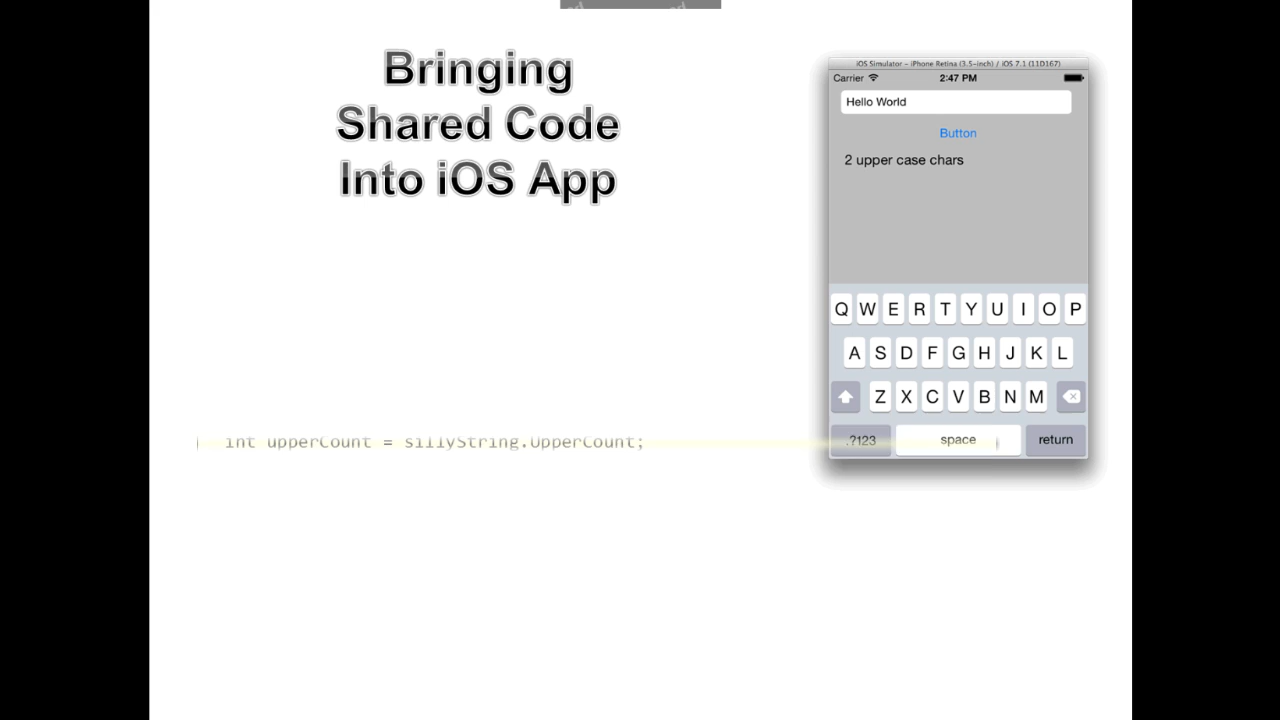 Bringing
Shared Code
Into iOS App
int upperCount = sillyString.UpperCount;
iOS Simulator – iPhone Retina (3.5-inch) / iOS 7.1 (11D167)
Carrier 2:47 PM
Hello World
Button
2 upper case chars
Q W E R T Y U I O P
A S D F G H J K L
Z X C V B N M
.?123 space return